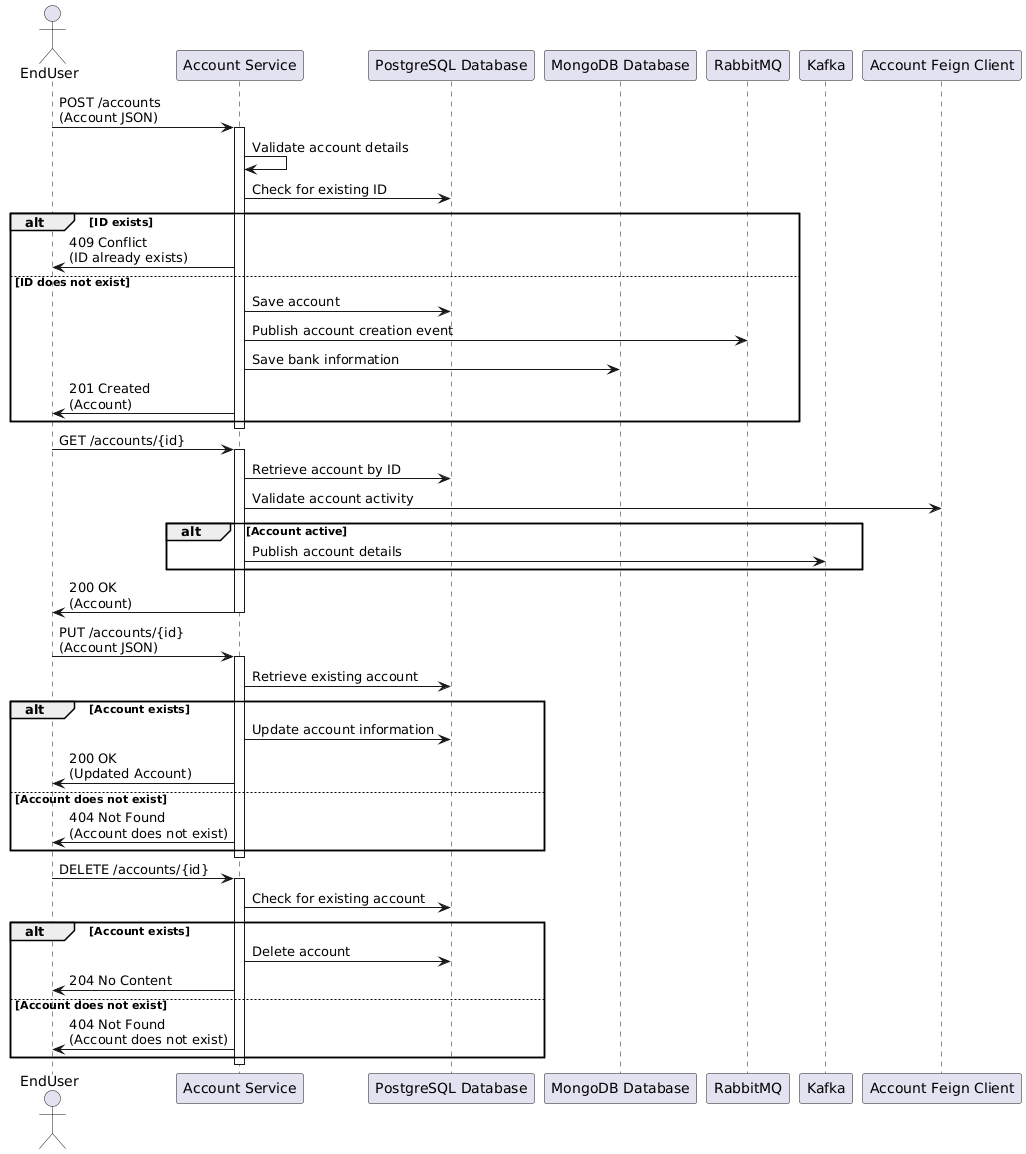 EndUser
Account Service
PostgreSQL Database
MongoDB Database
RabbitMQ
Kafka
Account Feign Client
POST /accounts
(Account JSON)
Validate account details
Check for existing ID
alt
[ID exists]
409 Conflict
(ID already exists)
[ID does not exist]
Save account
Publish account creation event
Save bank information
201 Created
(Account)
GET /accounts/{id}
Retrieve account by ID
Validate account activity
alt
[Account active]
Publish account details
200 OK
(Account)
PUT /accounts/{id}
(Account JSON)
Retrieve existing account
alt
[Account exists]
Update account information
200 OK
(Updated Account)
[Account does not exist]
404 Not Found
(Account does not exist)
DELETE /accounts/{id}
Check for existing account
alt
[Account exists]
Delete account
204 No Content
[Account does not exist]
404 Not Found
(Account does not exist)
EndUser
Account Service
PostgreSQL Database
MongoDB Database
RabbitMQ
Kafka
Account Feign Client